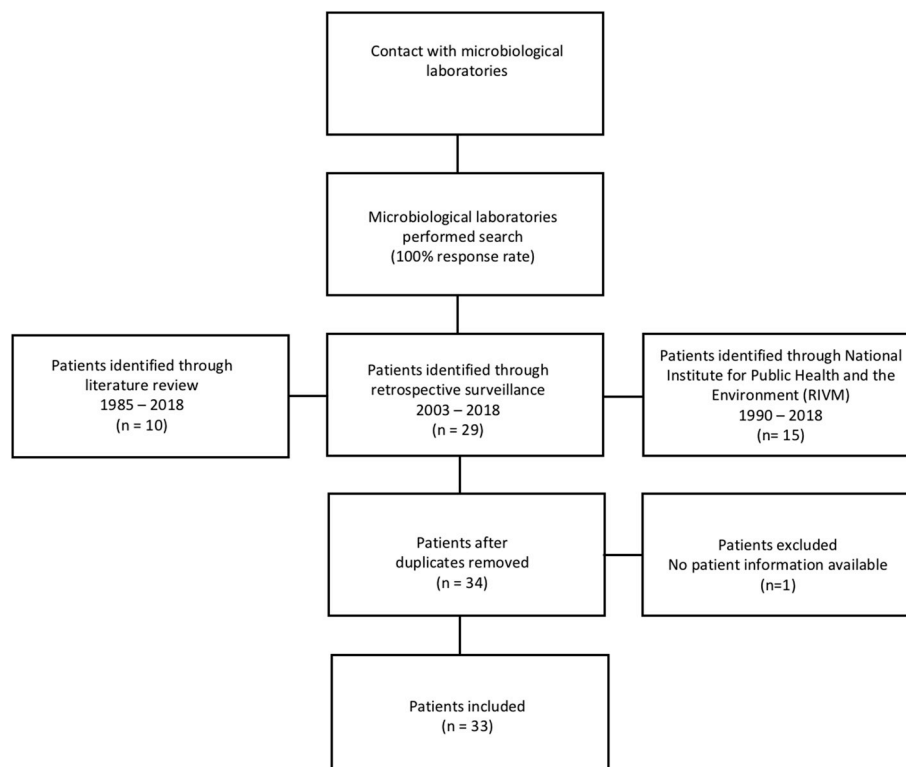 Contact with microbiological
laboratories
Microbiological laboratories
performed search
(100% response rate)
Patients identified through
literature review
1985 – 2018
(n = 10)
Patients identified through
retrospective surveillance
2003 – 2018
(n = 29)
Patients identified through National
Institute for Public Health and the
Environment (RIVM)
1990 – 2018
(n= 15)
Patients after
duplicates removed
(n = 34)
Patients excluded
No patient information available
(n=1)
Patients included
(n = 33)